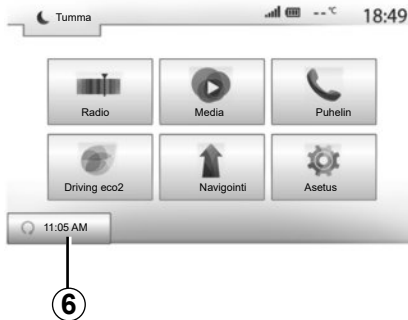 Tumma
--°C
18:49
Radio
Media
Puhelin
Driving eco2
Navigointi
Asetus
11:05 AM
6